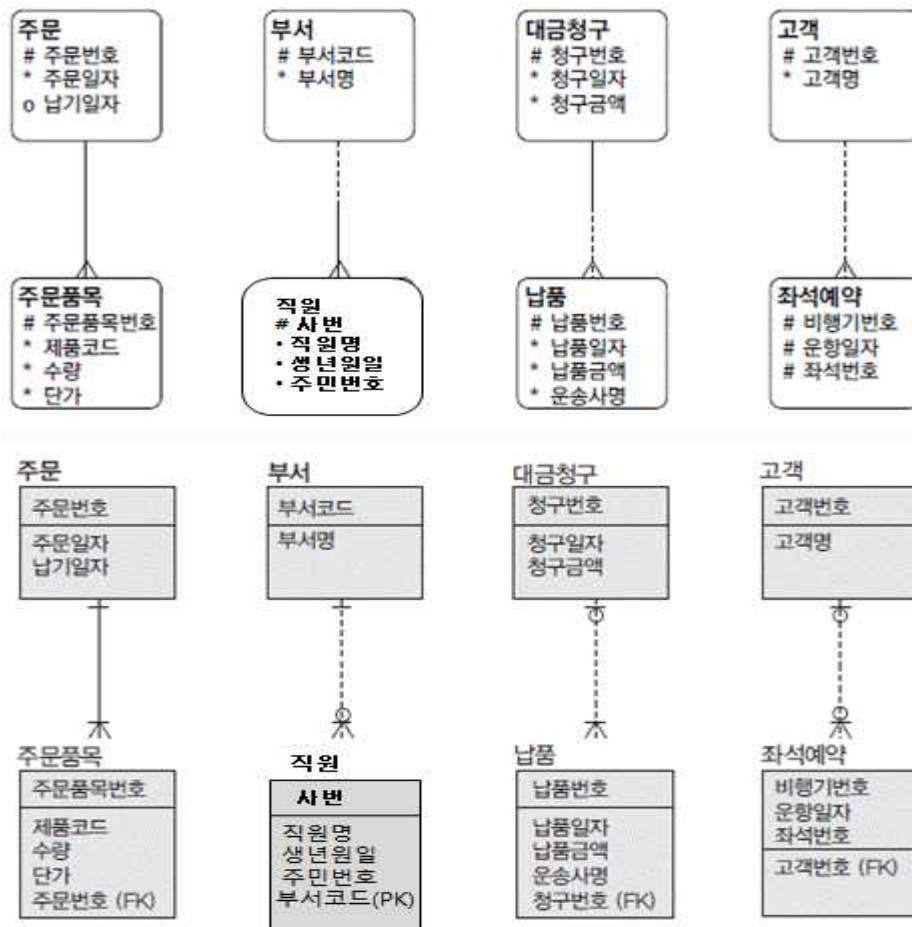 주문
# 주문번호
* 주문일자
o 납기일자
부서
# 부서코드
* 부서명
대금청구
# 청구번호
* 청구일자
* 청구금액
고객
# 고객번호
* 고객명
주문품목
# 주문품목번호
* 제품코드
* 수량
* 단가
직원
# 사번
• 직원명
• 생년원일
• 주민번호
납품
# 납품번호
* 납품일자
* 납품금액
* 운송사명
좌석예약
# 비행기번호
# 운항일자
# 좌석번호
주문
주문번호
주문일자
납기일자
부서
부서코드
부서명
대금청구
청구번호
청구일자
청구금액
고객
고객번호
고객명
주문품목
주문품목번호
제품코드
수량
단가
주문번호 (FK)
직원
사번
직원명
생년원일
주민번호
부서코드(PK)
납품
납품번호
납품일자
납품금액
운송사명
청구번호 (FK)
좌석예약
비행기번호
운항일자
좌석번호
고객번호 (FK)